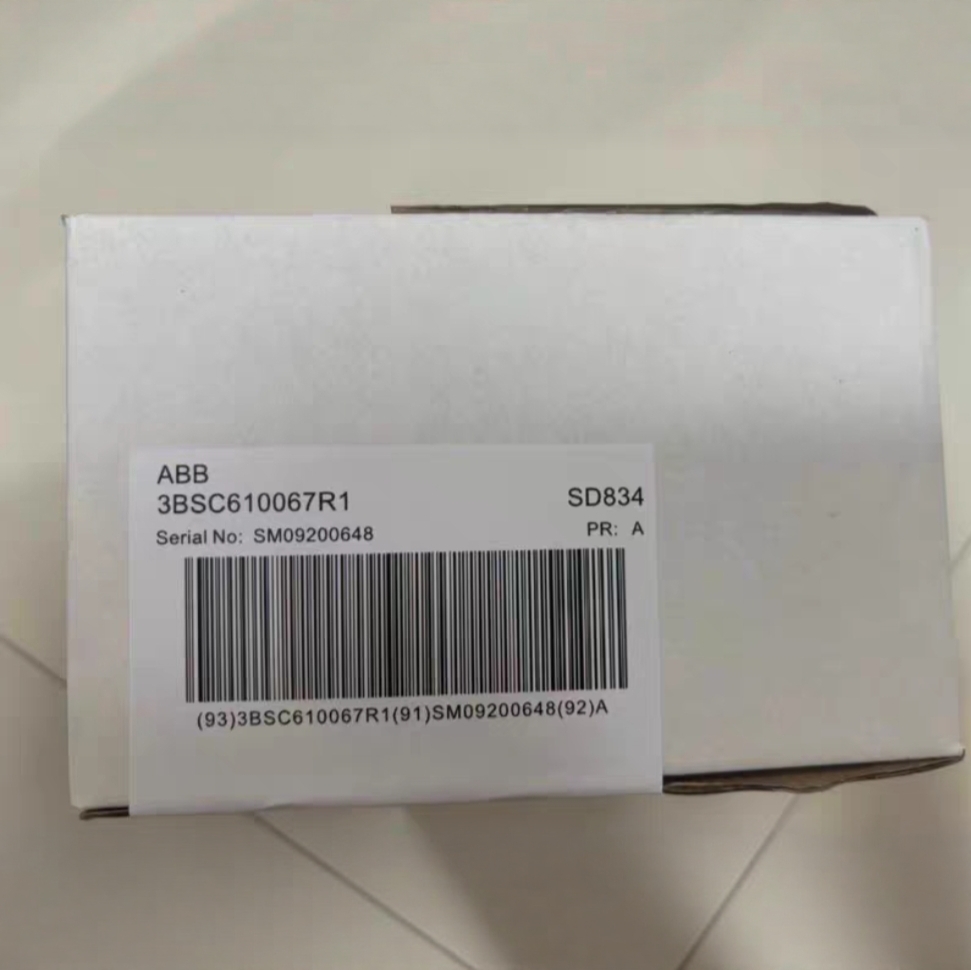 ABB
3BSC610067R1 SD834
Serial No: SM09200648 PR: A
(93)3BSC610067R1(91)SM09200648(92)A